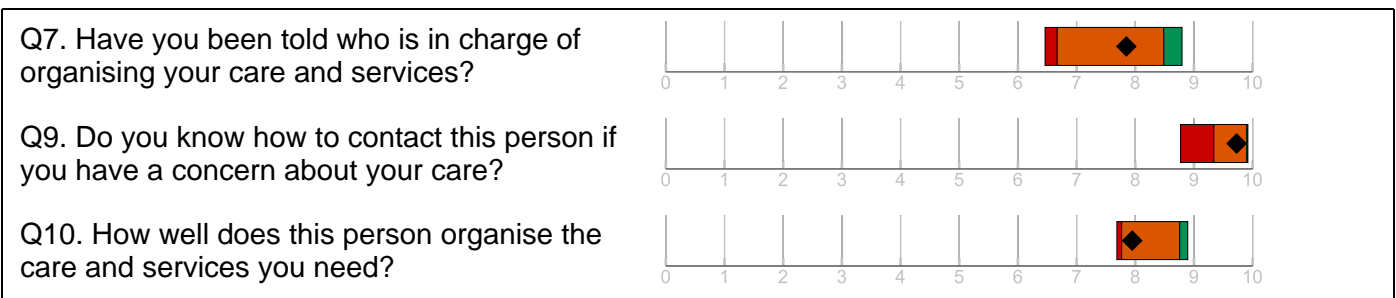 Q7. Have you been told who is in charge of
organising your care and services?
0 1 2 3 4 5 6 7 8 9 10
Q9. Do you know how to contact this person if
you have a concern about your care?
0 1 2 3 4 5 6 7 8 9 10
Q10. How well does this person organise the
care and services you need?
0 1 2 3 4 5 6 7 8 9 10